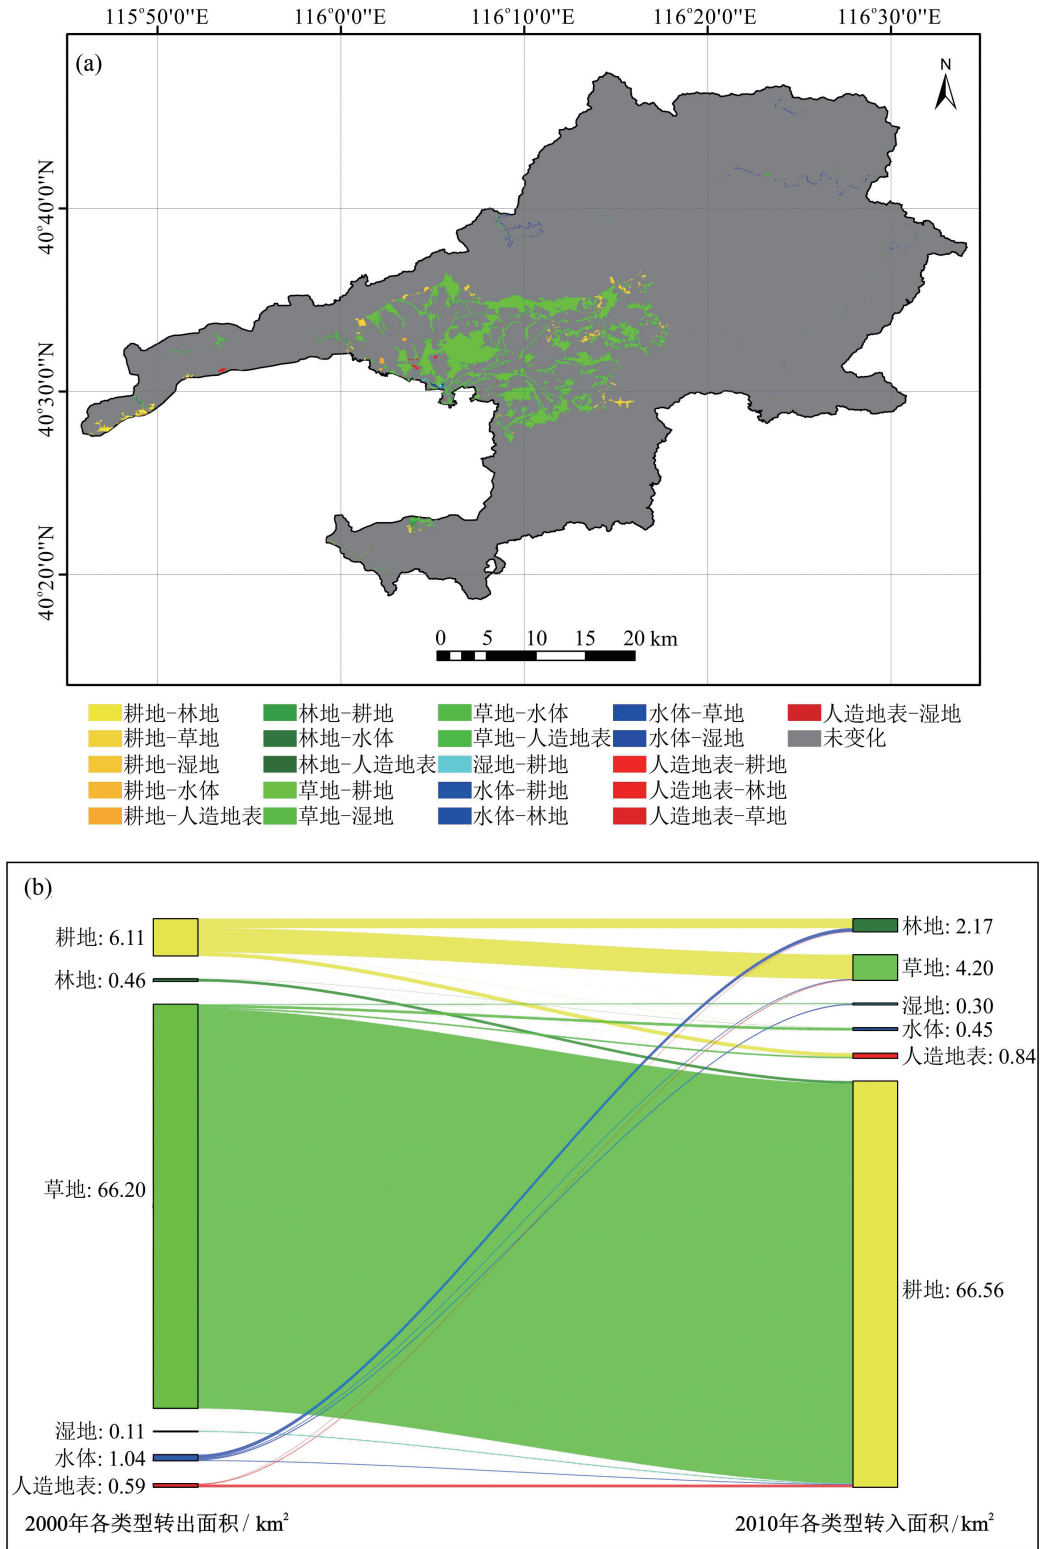 115°50′0″E 116°0′0″E 116°10′0″E 116°20′0″E 116°30′0″E
(a)
N
40°40′0″N
40°30′0″N
40°20′0″N
0 5 10 15 20 km
耕地-林地 林地-耕地 草地-水体 水体-草地 人造地表-湿地
耕地-草地 林地-水体 草地-人造地表 水体-湿地 未变化
耕地-湿地 林地-人造地表 湿地-耕地 人造地表-耕地
耕地-水体 草地-耕地 水体-耕地 人造地表-林地
耕地-人造地表 草地-湿地 水体-林地 人造地表-草地
(b)
耕地: 6.11
林地: 0.46
草地: 66.20
湿地: 0.11
水体: 1.04
人造地表: 0.59
林地: 2.17
草地: 4.20
湿地: 0.30
水体: 0.45
人造地表: 0.84
耕地: 66.56
2000年各类型转出面积 / km²
2010年各类型转入面积 / km²